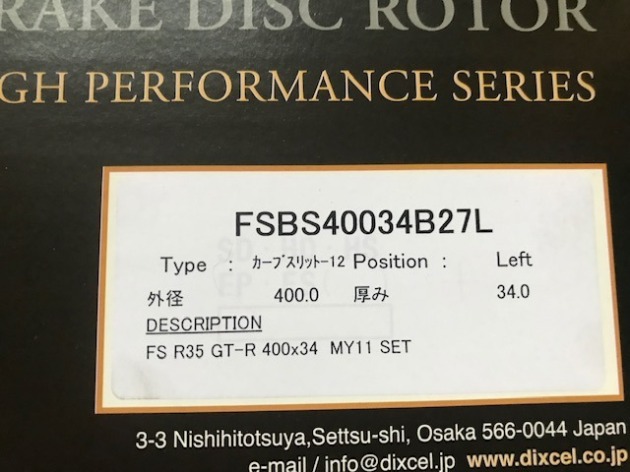 RAKE DISC ROTOR
GH PERFORMANCE SERIES
FSBS40034B27L
Type : カーブスリット-12 Position : Left
外径 400.0 厚み 34.0
DESCRIPTION
FS R35 GT-R 400x34 MY11 SET
3-3 Nishihitotsuya,Settsu-shi, Osaka 566-0044 Japan
e-mail / info@dixcel.co.jp www.dixcel.co.jp